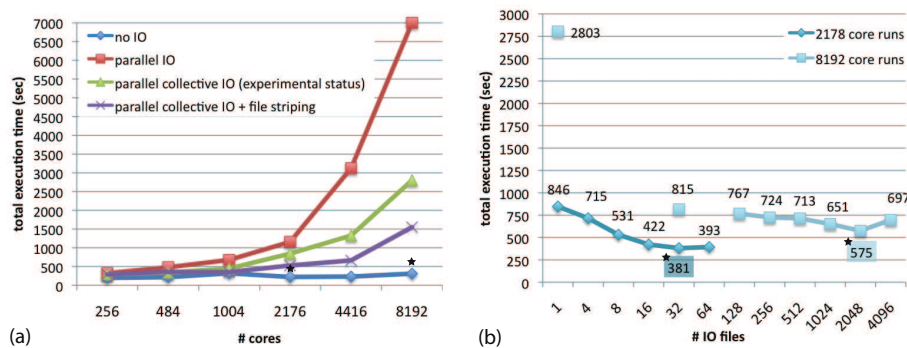 7000
6500
6000
5500
5000
4500
4000
3500
3000
2500
2000
1500
1000
500
0
total execution time (sec)
no IO
parallel IO
parallel collective IO (experimental status)
parallel collective IO + file striping
256 484 1004 2176 4416 8192
# cores
(a)
3000
2750
2500
2250
2000
1750
1500
1250
1000
750
500
250
0
total execution time (sec)
2178 core runs
8192 core runs
2803
846 715 531 422 381 393
815 767 724 713 651 575 697
1 4 8 16 32 64 128 256 512 1024 2048 4096
# IO files
(b)